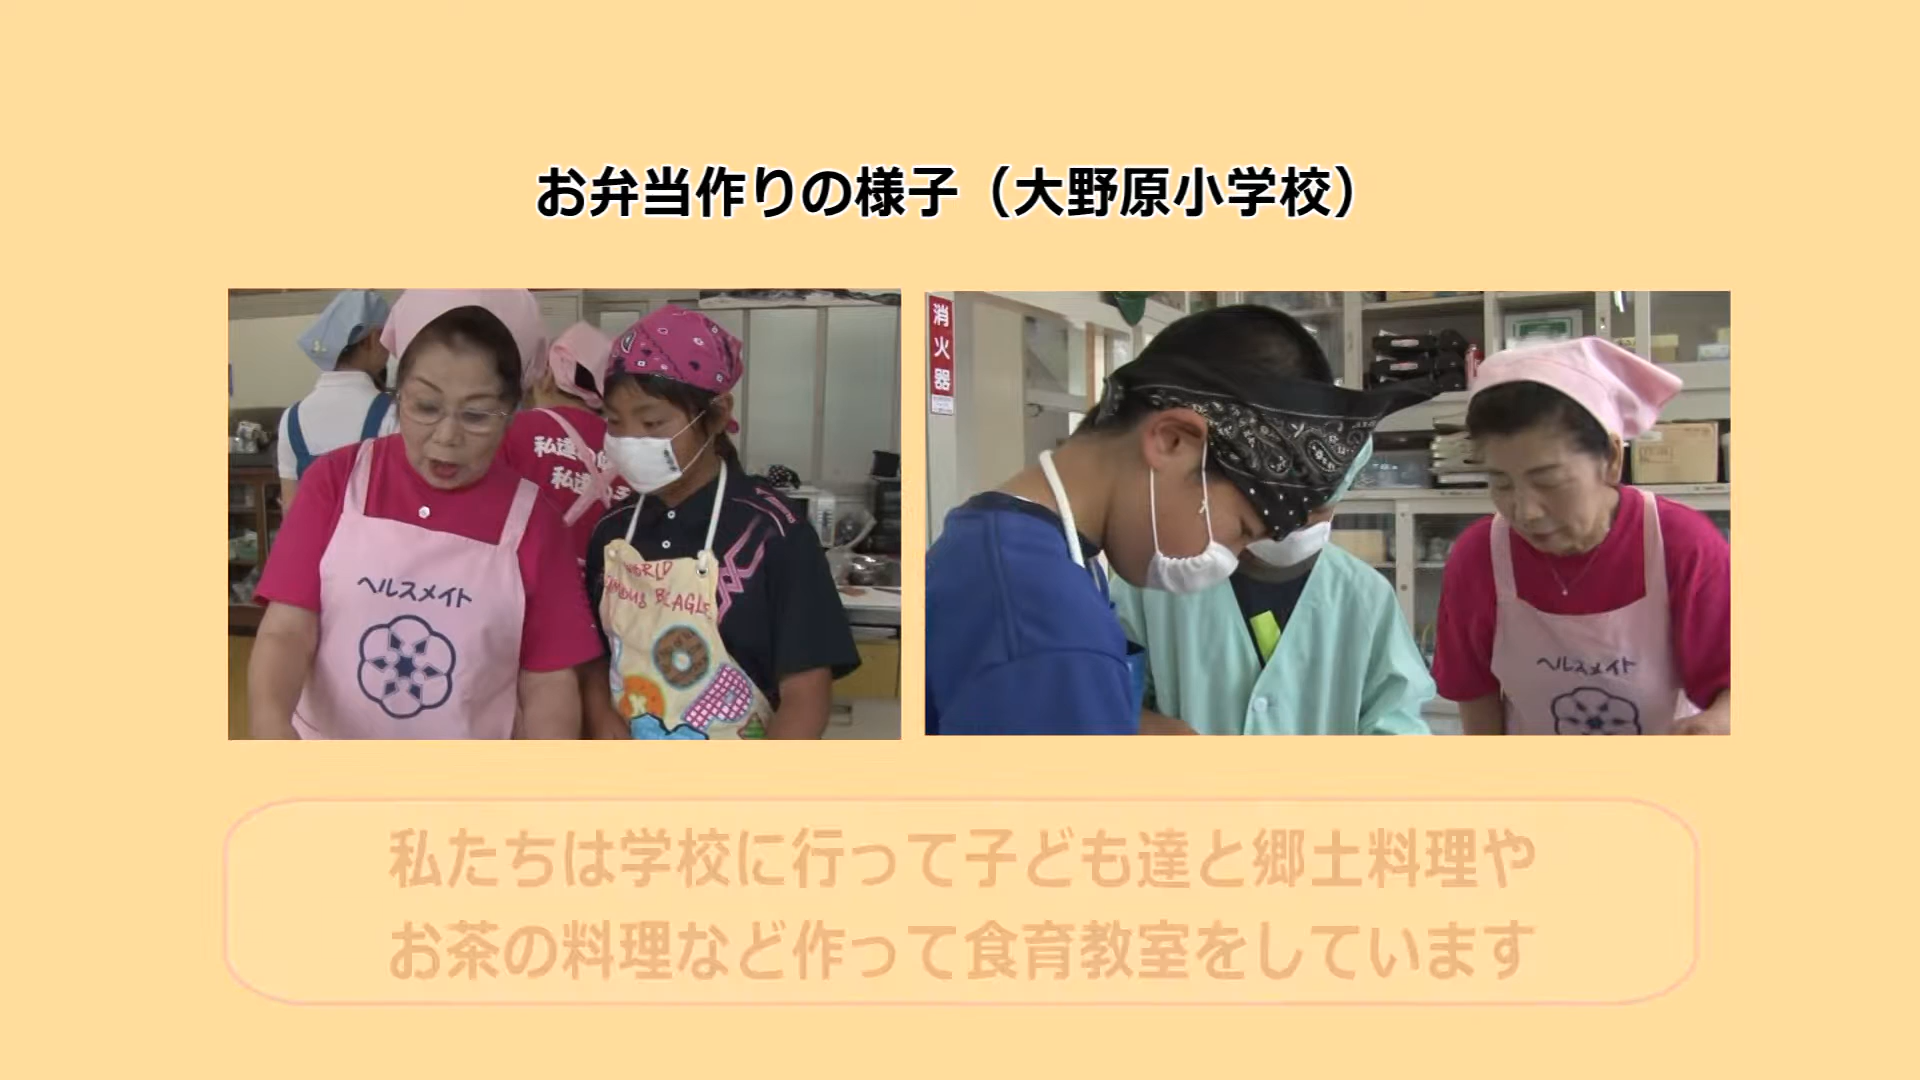 お弁当作りの様子（大野原小学校）
ヘルスメイト
WORLD
FAMOUS BEAGLE
消火器
ヘルスメイト
私たちは学校に行って子ども達と郷土料理や
お茶の料理など作って食育教室をしています